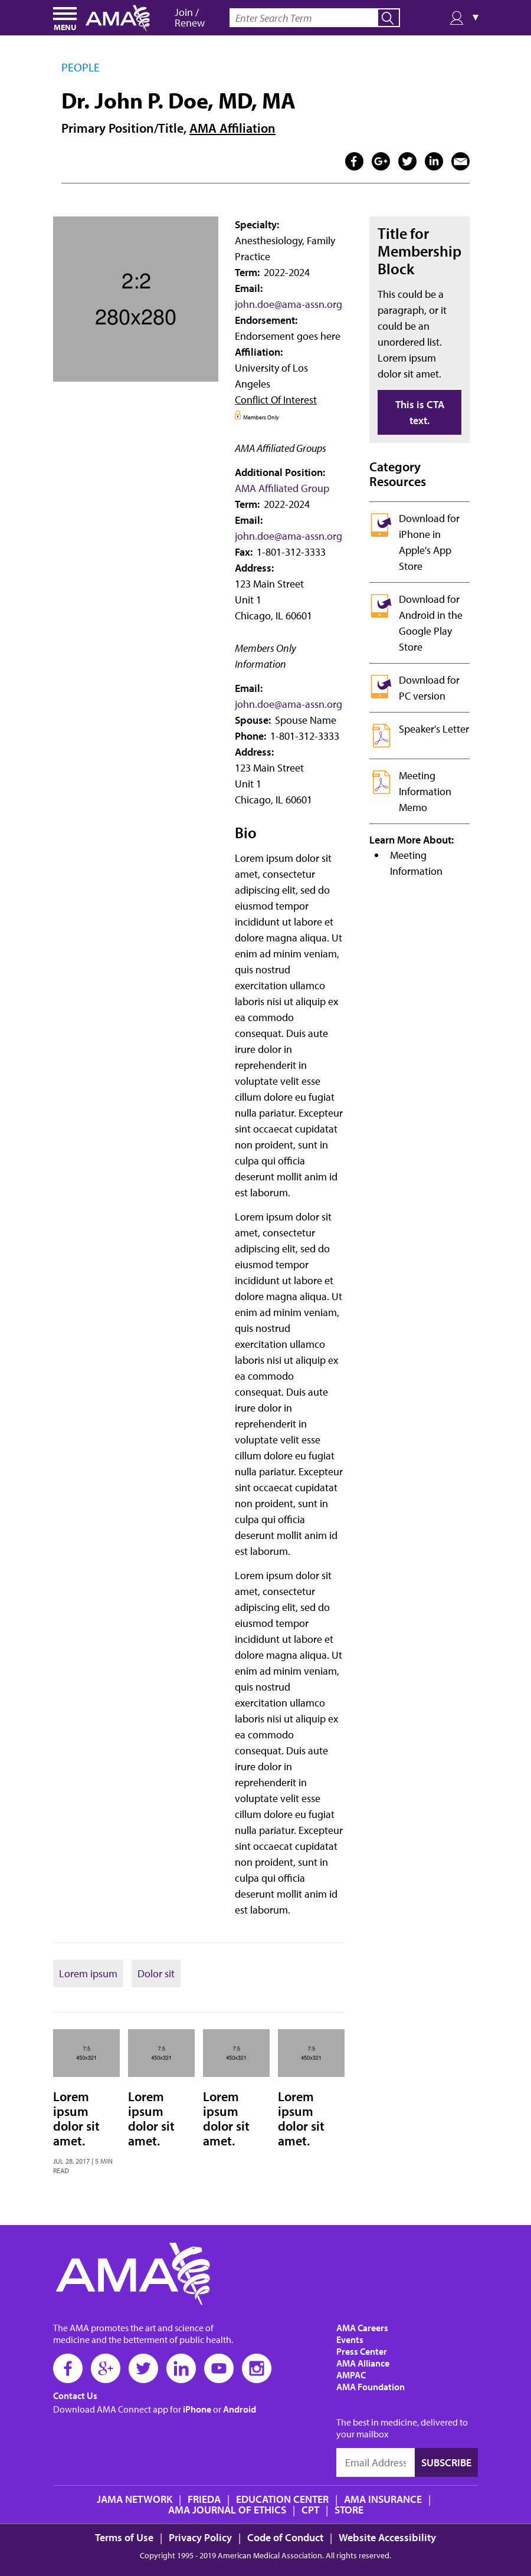 MENU
AMA
Join /
Renew
Enter Search Term
▼
PEOPLE
Dr. John P. Doe, MD, MA
Primary Position/Title, AMA Affiliation
2:2
280x280
Specialty:
Anesthesiology, Family
Practice
Term: 2022-2024
Email:
john.doe@ama-assn.org
Endorsement:
Endorsement goes here
Affiliation:
University of Los
Angeles
Conflict Of Interest
Members Only
AMA Affiliated Groups
Additional Position:
AMA Affiliated Group
Term: 2022-2024
Email:
john.doe@ama-assn.org
Fax: 1-801-312-3333
Address:
123 Main Street
Unit 1
Chicago, IL 60601
Members Only
Information
Email:
john.doe@ama-assn.org
Spouse: Spouse Name
Phone: 1-801-312-3333
Address:
123 Main Street
Unit 1
Chicago, IL 60601
Bio
Lorem ipsum dolor sit
amet, consectetur
adipiscing elit, sed do
eiusmod tempor
incididunt ut labore et
dolore magna aliqua. Ut
enim ad minim veniam,
quis nostrud
exercitation ullamco
laboris nisi ut aliquip ex
ea commodo
consequat. Duis aute
irure dolor in
reprehenderit in
voluptate velit esse
cillum dolore eu fugiat
nulla pariatur. Excepteur
sint occaecat cupidatat
non proident, sunt in
culpa qui officia
deserunt mollit anim id
est laborum.
Lorem ipsum dolor sit
amet, consectetur
adipiscing elit, sed do
eiusmod tempor
incididunt ut labore et
dolore magna aliqua. Ut
enim ad minim veniam,
quis nostrud
exercitation ullamco
laboris nisi ut aliquip ex
ea commodo
consequat. Duis aute
irure dolor in
reprehenderit in
voluptate velit esse
cillum dolore eu fugiat
nulla pariatur. Excepteur
sint occaecat cupidatat
non proident, sunt in
culpa qui officia
deserunt mollit anim id
est laborum.
Lorem ipsum dolor sit
amet, consectetur
adipiscing elit, sed do
eiusmod tempor
incididunt ut labore et
dolore magna aliqua. Ut
enim ad minim veniam,
quis nostrud
exercitation ullamco
laboris nisi ut aliquip ex
ea commodo
consequat. Duis aute
irure dolor in
reprehenderit in
voluptate velit esse
cillum dolore eu fugiat
nulla pariatur. Excepteur
sint occaecat cupidatat
non proident, sunt in
culpa qui officia
deserunt mollit anim id
est laborum.
Title for
Membership
Block
This could be a
paragraph, or it
could be an
unordered list.
Lorem ipsum
dolor sit amet.
This is CTA
text.
Category
Resources
Download for
iPhone in
Apple's App
Store
Download for
Android in the
Google Play
Store
Download for
PC version
Speaker's Letter
Meeting
Information
Memo
Learn More About:
• Meeting
Information
Lorem ipsum
Dolor sit
7:5
450x321
Lorem
ipsum
dolor sit
amet.
JUL 28, 2017 | 5 MIN
READ
7:5
450x321
Lorem
ipsum
dolor sit
amet.
7:5
450x321
Lorem
ipsum
dolor sit
amet.
7:5
450x321
Lorem
ipsum
dolor sit
amet.
AMA
The AMA promotes the art and science of
medicine and the betterment of public health.
Contact Us
Download AMA Connect app for iPhone or Android
AMA Careers
Events
Press Center
AMA Alliance
AMPAC
AMA Foundation
The best in medicine, delivered to
your mailbox
Email Address
SUBSCRIBE
JAMA NETWORK | FRIEDA | EDUCATION CENTER | AMA INSURANCE |
AMA JOURNAL OF ETHICS | CPT | STORE
Terms of Use | Privacy Policy | Code of Conduct | Website Accessibility
Copyright 1995 - 2019 American Medical Association. All rights reserved.